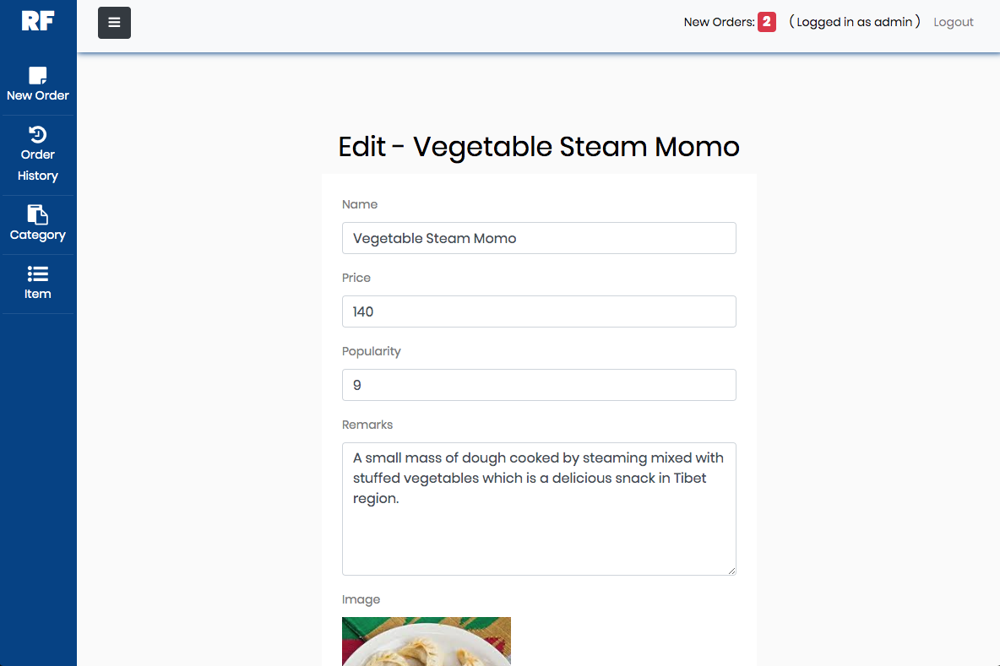 RF
New Orders: 2 ( Logged in as admin ) Logout
New Order
Order
History
Category
Item
Edit - Vegetable Steam Momo
Name
Vegetable Steam Momo
Price
140
Popularity
9
Remarks
A small mass of dough cooked by steaming mixed with
stuffed vegetables which is a delicious snack in Tibet
region.
Image